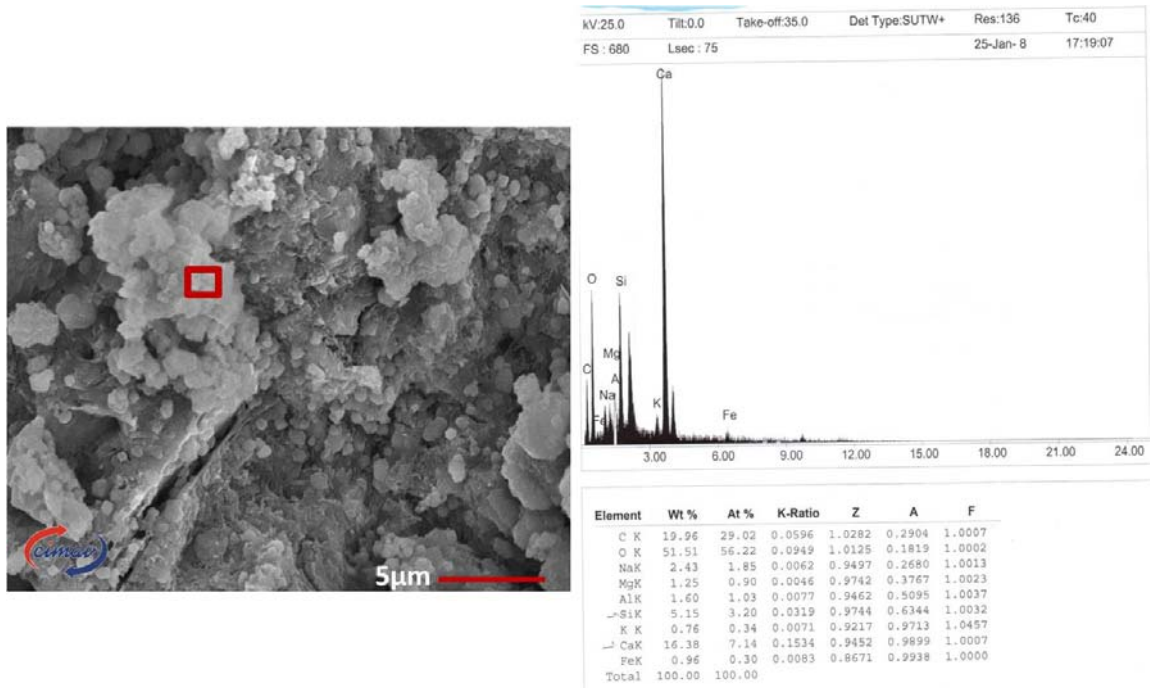 kV:25.0 Tilt:0.0 Take-off:35.0 Det Type:SUTW+ Res:136 Tc:40
FS : 680 Lsec : 75 25-Jan- 8 17:19:07
Ca
O
Si
Mg
C
A
Na
Fe
K
Fe
3.00 6.00 9.00 12.00 15.00 18.00 21.00 24.00
cimav
5µm
Element Wt % At % K-Ratio Z A F
C K 19.96 29.02 0.0596 1.0282 0.2904 1.0007
O K 51.51 56.22 0.0949 1.0125 0.1819 1.0002
NaK 2.43 1.85 0.0062 0.9497 0.2680 1.0013
MgK 1.25 0.90 0.0046 0.9742 0.3767 1.0023
AlK 1.60 1.03 0.0077 0.9462 0.5095 1.0037
SiK 5.15 3.20 0.0319 0.9744 0.6344 1.0032
K K 0.76 0.34 0.0071 0.9217 0.9713 1.0457
CaK 16.38 7.14 0.1534 0.9452 0.9899 1.0007
FeK 0.96 0.30 0.0083 0.8671 0.9938 1.0000
Total 100.00 100.00